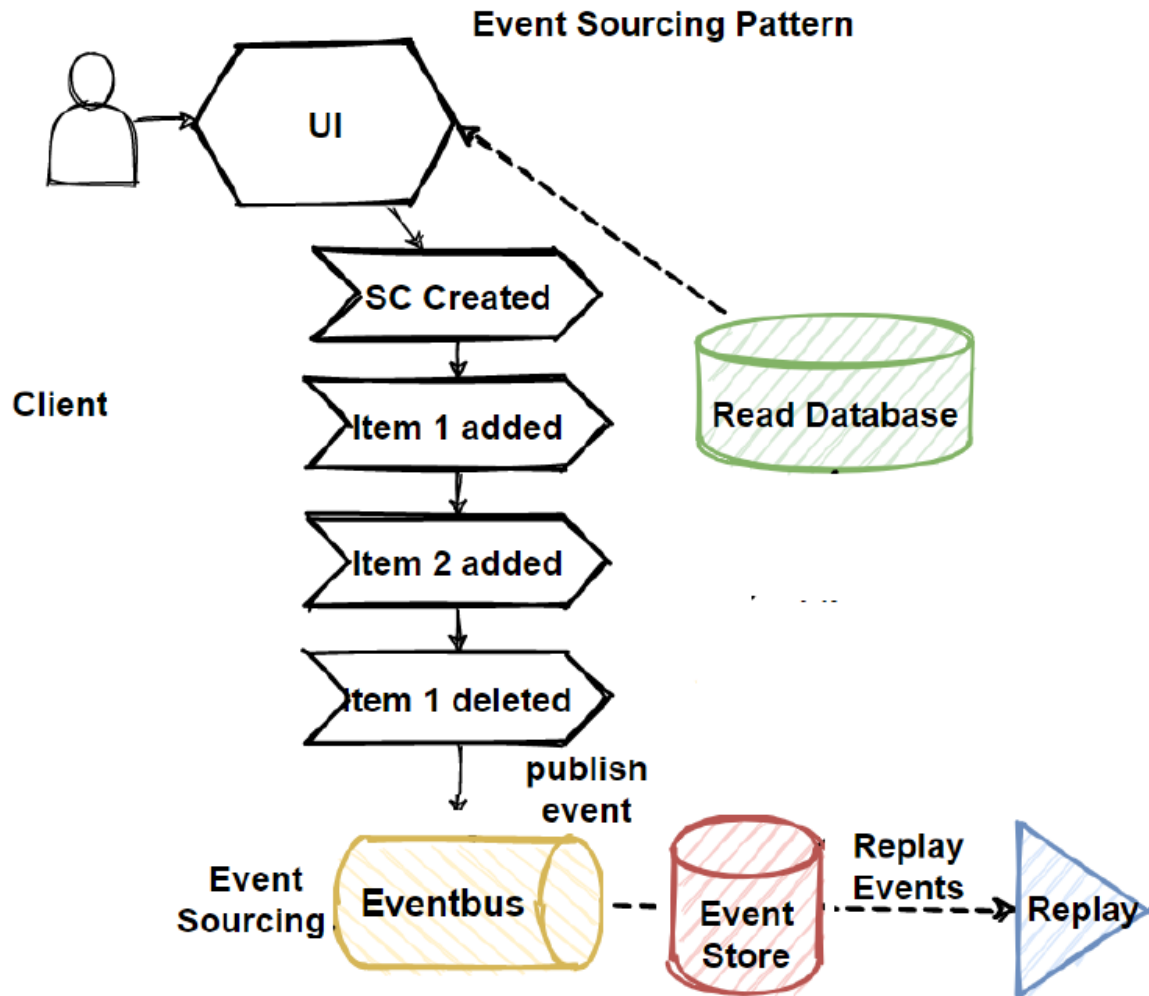 Event Sourcing Pattern
UI
SC Created
Client
Item 1 added
Read Database
Item 2 added
Item 1 deleted
publish
event
Event
Sourcing
Eventbus
Event
Store
Replay
Events
Replay